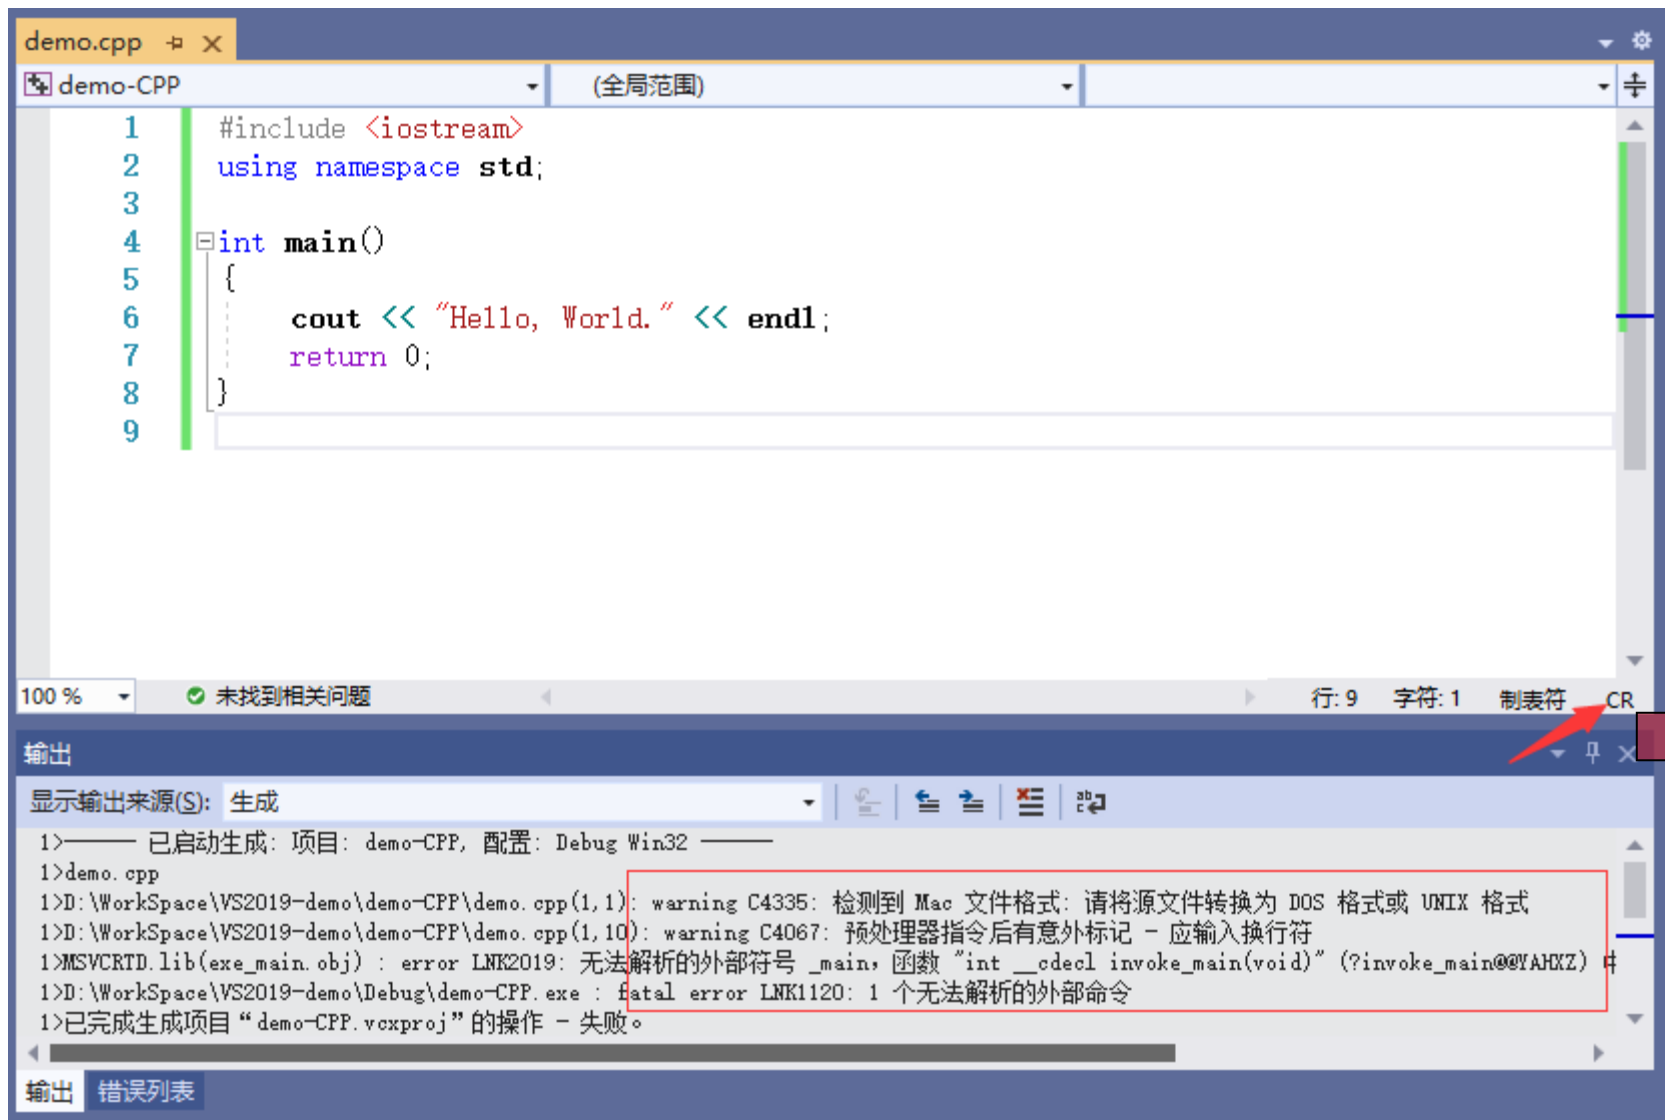 demo.cpp
demo-CPP (全局范围)
1 #include <iostream>
2 using namespace std;
3
4 int main()
5 {
6 cout << "Hello, World." << endl;
7 return 0;
8 }
9
100 % 未找到相关问题 行: 9 字符: 1 制表符 CR
输出
显示输出来源(S): 生成
1>—— 已启动生成: 项目: demo-CPP, 配置: Debug Win32 ——
1>demo.cpp
1>D:\WorkSpace\VS2019-demo\demo-CPP\demo.cpp(1,1): warning C4335: 检测到 Mac 文件格式: 请将源文件转换为 DOS 格式或 UNIX 格式
1>D:\WorkSpace\VS2019-demo\demo-CPP\demo.cpp(1,10): warning C4067: 预处理器指令后有意外标记 - 应输入换行符
1>MSVCRTD.lib(exe_main.obj) : error LNK2019: 无法解析的外部符号 _main，函数 "int __cdecl invoke_main(void)" (?invoke_main@@YAHXZ)
1>D:\WorkSpace\VS2019-demo\Debug\demo-CPP.exe : fatal error LNK1120: 1 个无法解析的外部命令
1>已完成生成项目“demo-CPP.vcxproj”的操作 - 失败。
输出 错误列表